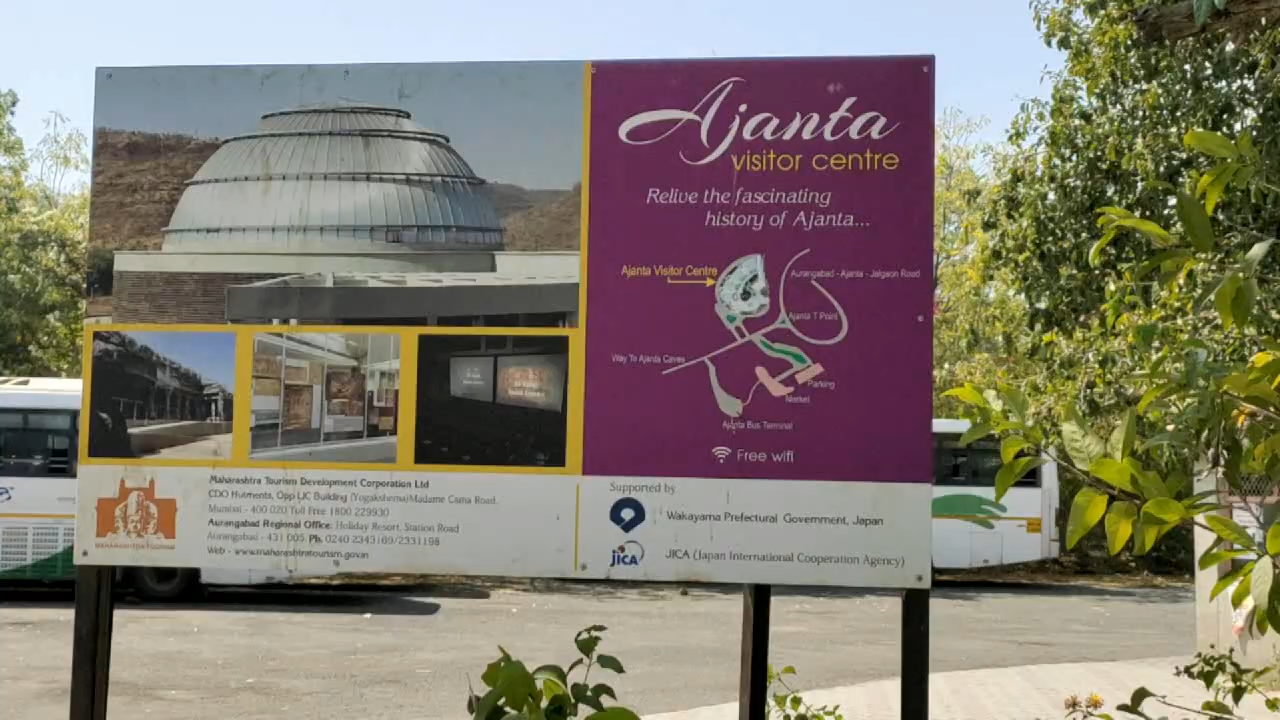 Ajanta
visitor centre
Relive the fascinating
history of Ajanta...
Ajanta Visitor Centre
Aurangabad - Ajanta - Jalgaon Road
Ajanta T Point
Way To Ajanta Caves
Parking
Market
Ajanta Bus Terminal
Free wifi
MAHARASHTRA TOURISM
Maharashtra Tourism Development Corporation Ltd
CDO Hutments, Opp LIC Building (Yogakshema)Madame Cama Road,
Mumbai - 400 020 Toll Free 1800 229930
Aurangabad Regional Office: Holiday Resort, Station Road
Aurangabad - 431 005 Ph. 0240 2343169/2331198
Web - www.maharashtratourism.gov.in
Supported by
Wakayama Prefectural Government, Japan
jICA
JICA (Japan International Cooperation Agency)